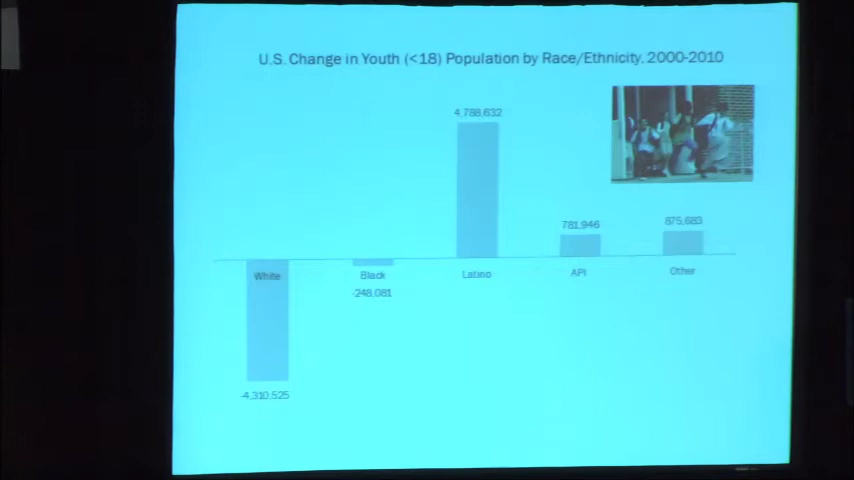 U.S. Change in Youth (<18) Population by Race/Ethnicity, 2000-2010
4,788,632
781,946
875,683
White
Black
Latino
API
Other
-248,081
-4,310,525